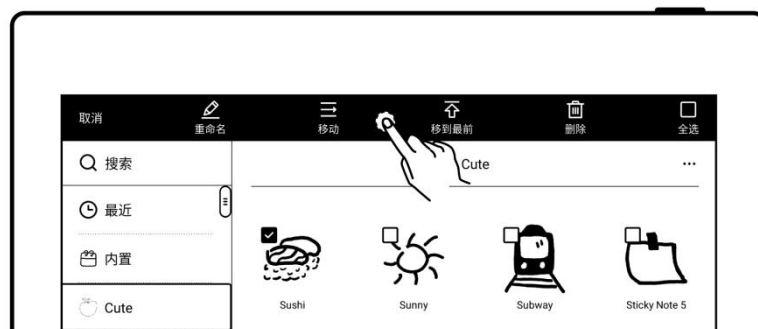 取消
重命名
移动
移到最前
删除
全选
搜索
Cute
...
最近
内置
Cute
Sushi
Sunny
Subway
Sticky Note 5